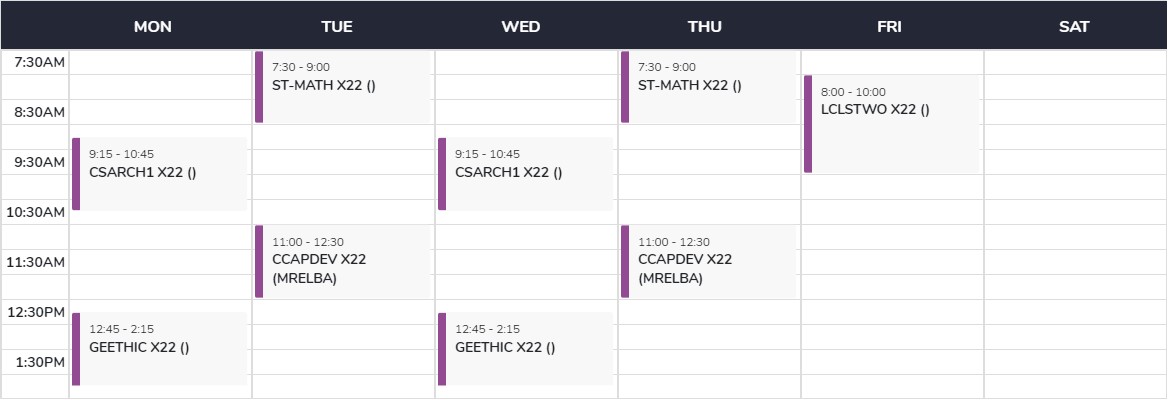 MON TUE WED THU FRI SAT
7:30AM
8:30AM
9:30AM
10:30AM
11:30AM
12:30PM
1:30PM
9:15 - 10:45
CSARCH1 X22 ()
12:45 - 2:15
GEETHIC X22 ()
7:30 - 9:00
ST-MATH X22 ()
11:00 - 12:30
CCAPDEV X22
(MRELBA)
9:15 - 10:45
CSARCH1 X22 ()
12:45 - 2:15
GEETHIC X22 ()
7:30 - 9:00
ST-MATH X22 ()
11:00 - 12:30
CCAPDEV X22
(MRELBA)
8:00 - 10:00
LCLSTWO X22 ()